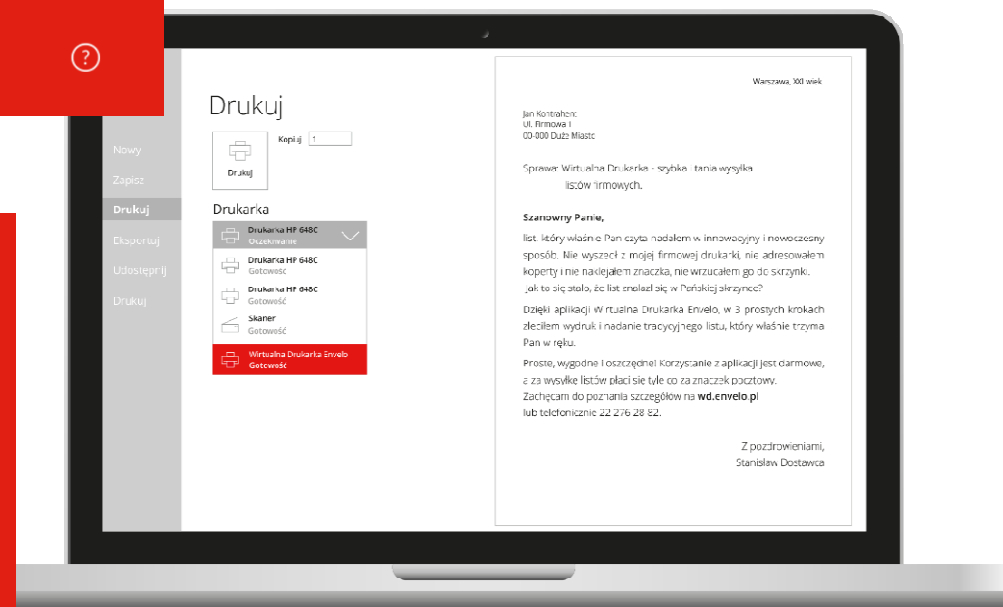 ?
Nowy
Zapisz
Drukuj
Eksportuj
Udostępnij
Drukuj
Drukuj
Drukuj
Kopiuj 1
Drukarka
Drukarka HP 648C
Oczekiwanie
Drukarka HP 648C
Gotowość
Drukarka HP 648C
Gotowość
Skaner
Gotowość
Wirtualna Drukarka Envelo
Gotowość
Warszawa, XXI wiek
Jan Kontrahent
Ul. Firmowa 1
00-000 Duże Miasto
Sprawa: Wirtualna Drukarka - szybka i tania wysyłka
listów firmowych.
Szanowny Panie,
list, który właśnie Pan czyta nadałem w innowacyjny i nowoczesny
sposób. Nie wyszedł z mojej firmowej drukarki, nie adresowałem
koperty i nie naklejałem znaczka, nie wrzucałem go do skrzynki.
Jak to się stało, że list znalazł się w Pańskiej skrzynce?
Dzięki aplikacji Wirtualna Drukarka Envelo, w 3 prostych krokach
zleciłem wydruk i nadanie tradycyjnego listu, który właśnie trzyma
Pan w ręku.
Proste, wygodne i oszczędne! Korzystanie z aplikacji jest darmowe,
a za wysyłkę listów płaci się tyle co za znaczek pocztowy.
Zachęcam do poznania szczegółów na wd.envelo.pl
lub telefonicznie 22 276 28 82.
Z pozdrowieniami,
Stanisław Dostawca